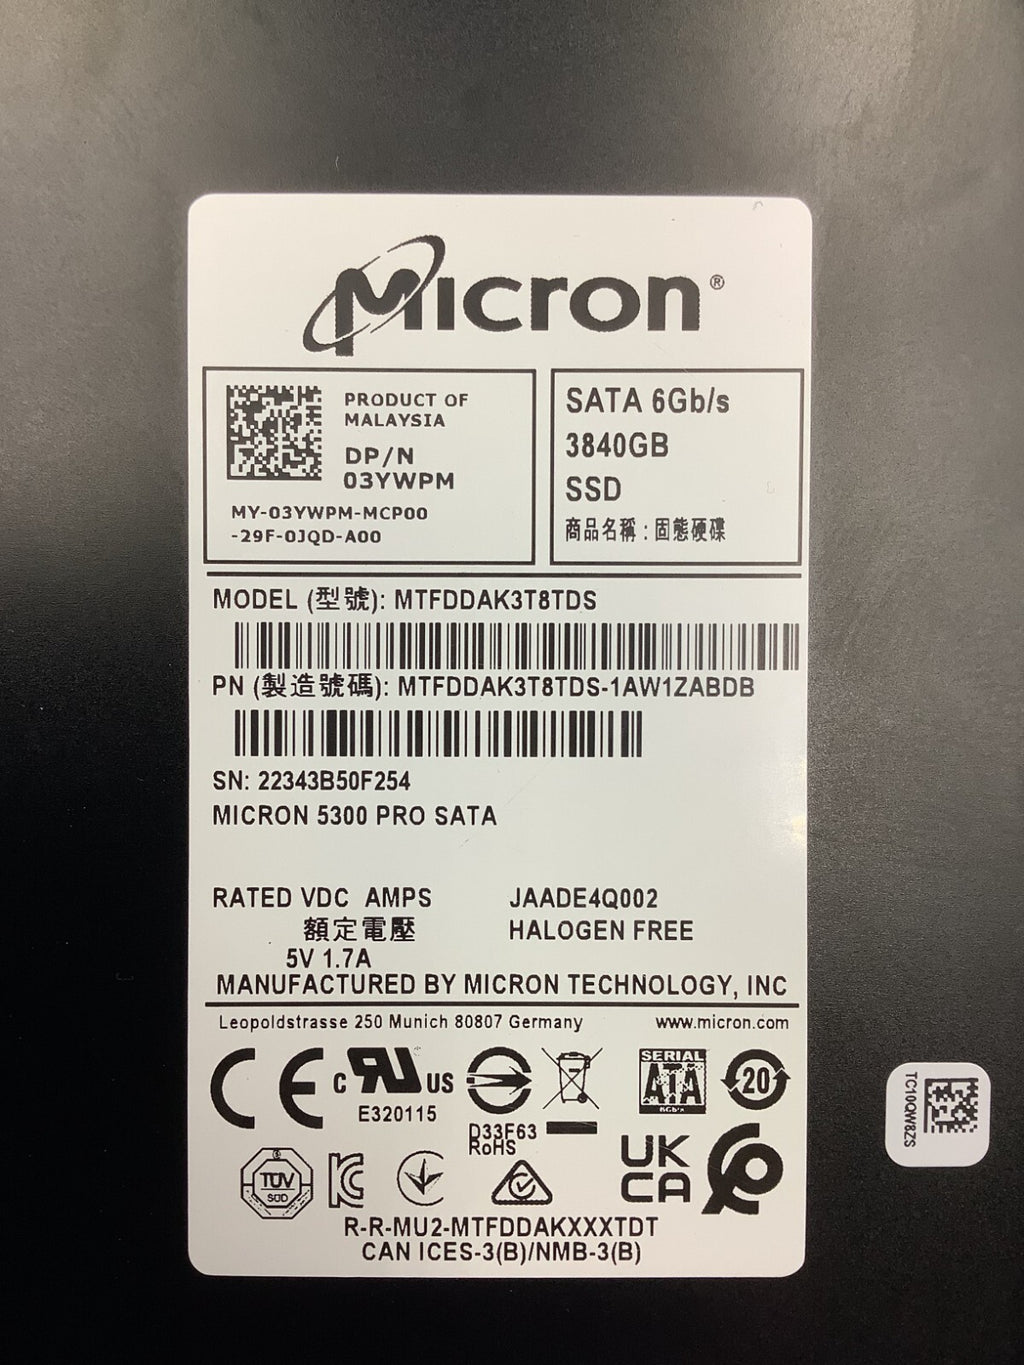 Micron®
PRODUCT OF
MALAYSIA
DP/N
03YWPM
MY-03YWPM-MCP00
-29F-0JQD-A00
SATA 6Gb/s
3840GB
SSD
商品名稱：固態硬碟
MODEL (型號): MTFDDAK3T8TDS
PN (製造號碼): MTFDDAK3T8TDS-1AW1ZABDB
SN: 22343B50F254
MICRON 5300 PRO SATA
RATED VDC AMPS
額定電壓
5V 1.7A
JAADE4Q002
HALOGEN FREE
MANUFACTURED BY MICRON TECHNOLOGY, INC
Leopoldstrasse 250 Munich 80807 Germany
www.micron.com
CE
c RU US
E320115
D33F63
RoHS
SERIAL
ATA
6Gb/s
20
TÜV
SÜD
UK
CA
R-R-MU2-MTFDDAKXXXTDT
CAN ICES-3(B)/NMB-3(B)
TC10QW8ZS